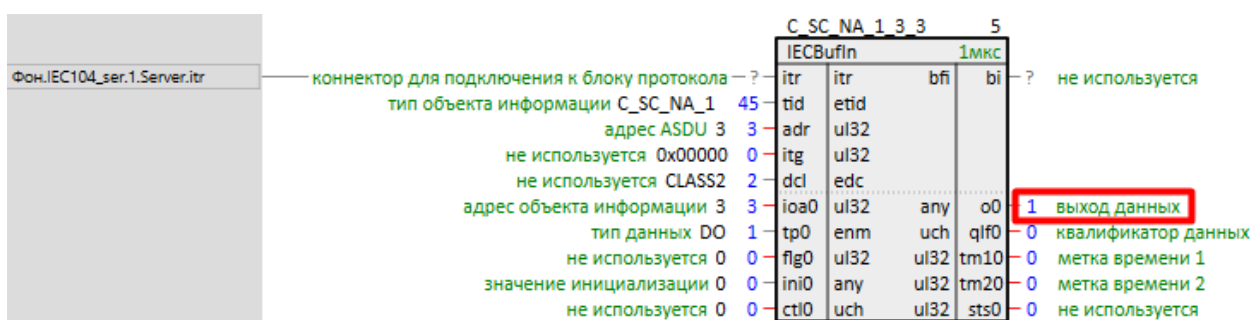 C_SC_NA_1_3_3 5
IECBufIn 1мкс
Фон.IEC104_ser.1.Server.itr коннектор для подключения к блоку протокола ? itr itr bfi bi ? не используется
тип объекта информации C_SC_NA_1 45 tid etid
адрес ASDU 3 3 adr ul32
не используется 0x00000 0 itg ul32
не используется CLASS2 2 dcl edc
адрес объекта информации 3 3 ioa0 ul32 any o0 1 выход данных
тип данных DO 1 tp0 enm uch qlf0 0 квалификатор данных
не используется 0 0 flg0 ul32 ul32 tm10 0 метка времени 1
значение инициализации 0 0 ini0 any ul32 tm20 0 метка времени 2
не используется 0 0 ctl0 uch ul32 sts0 0 не используется